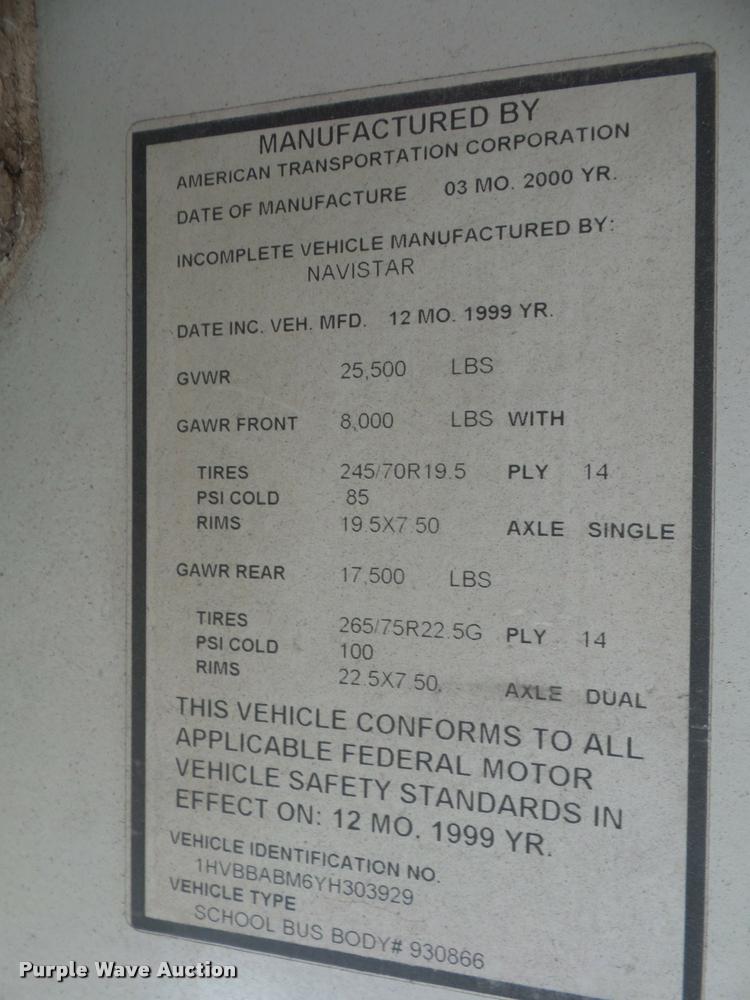 MANUFACTURED BY
AMERICAN TRANSPORTATION CORPORATION
DATE OF MANUFACTURE 03 MO. 2000 YR.
INCOMPLETE VEHICLE MANUFACTURED BY:
NAVISTAR
DATE INC. VEH. MFD. 12 MO. 1999 YR.
GVWR 25,500 LBS
GAWR FRONT 8,000 LBS WITH
TIRES 245/70R19.5 PLY 14
PSI COLD 85
RIMS 19.5X7.50 AXLE SINGLE
GAWR REAR 17,500 LBS
TIRES 265/75R22.5G PLY 14
PSI COLD 100
RIMS 22.5X7.50, AXLE DUAL
THIS VEHICLE CONFORMS TO ALL
APPLICABLE FEDERAL MOTOR
VEHICLE SAFETY STANDARDS IN
EFFECT ON: 12 MO. 1999 YR.
VEHICLE IDENTIFICATION NO.
1HVBBABM6YH303929
VEHICLE TYPE
SCHOOL BUS BODY# 930866
Purple Wave Auction